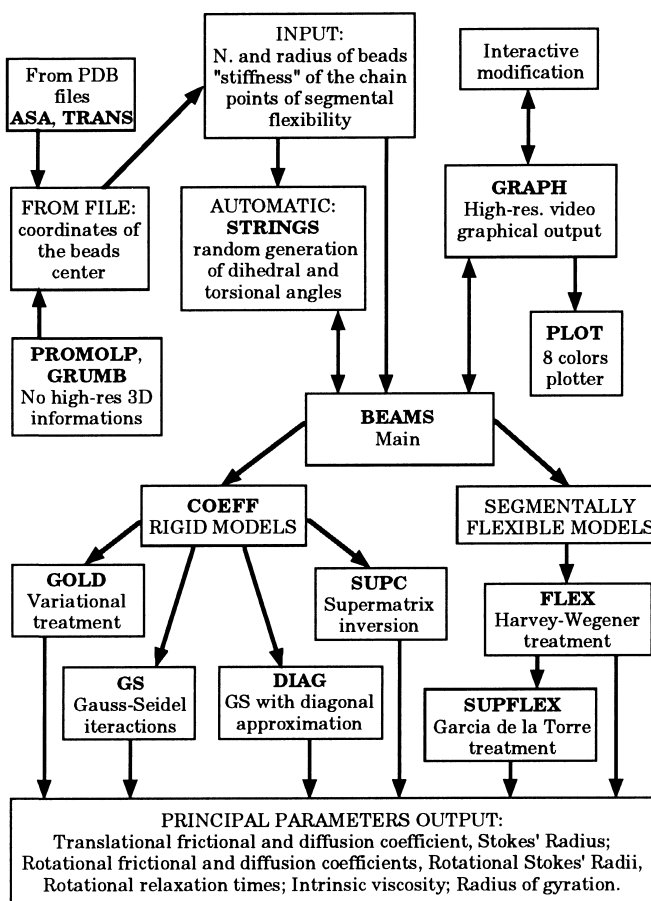 From PDB
files
ASA, TRANS
INPUT:
N. and radius of beads
"stiffness" of the chain
points of segmental
flexibility
Interactive
modification
FROM FILE:
coordinates of
the beads
center
AUTOMATIC:
STRINGS
random generation
of dihedral and
torsional angles
GRAPH
High-res. video
graphical output
PROMOLP,
GRUMB
No high-res 3D
informations
PLOT
8 colors
plotter
BEAMS
Main
COEFF
RIGID MODELS
SEGMENTALLY
FLEXIBLE MODELS
GOLD
Variational
treatment
SUPC
Supermatrix
inversion
FLEX
Harvey-Wegener
treatment
GS
Gauss-Seidel
iteractions
DIAG
GS with diagonal
approximation
SUPFLEX
Garcia de la Torre
treatment
PRINCIPAL PARAMETERS OUTPUT:
Translational frictional and diffusion coefficient, Stokes' Radius;
Rotational frictional and diffusion coefficients, Rotational Stokes' Radii,
Rotational relaxation times; Intrinsic viscosity; Radius of gyration.